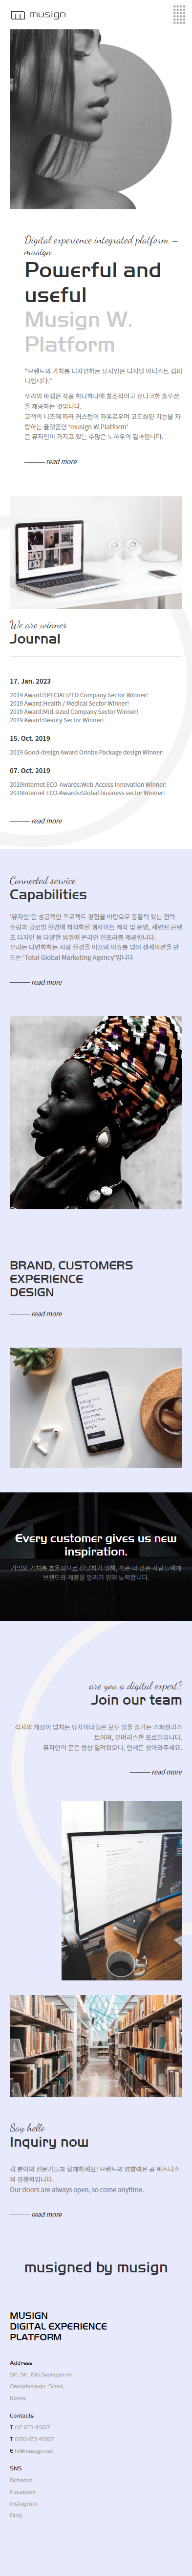 musign
Digital experience integrated platform –
musign
Powerful and
useful
Musign W.
Platform
"브랜드의 가치를 디자인하는 뮤자인은 디지털 아티스트 컴퍼
니입니다."
우리의 바램은 작품 하나하나에 창조적이고 유니크한 솔루션
을 제공하는 것입니다.
고객의 니즈에 따라 커스텀이 자유로우며 고도화된 기능을 자
랑하는 플랫폼인 'musign W.Platform'
은 뮤자인이 가지고 있는 수많은 노하우의 결과입니다.
read more
We are winner
Journal
17. Jan. 2023
2019 Award:SPECIALIZED Company Sector Winner!
2019 Award:Health / Medical Sector Winner!
2019 Award:Mid-sized Company Sector Winner!
2019 Award:Beauty Sector Winner!
15. Oct. 2019
2019 Good-design Award Orinbe Package design Winner!
07. Oct. 2019
2019Internet ECO-Awards:Web-Access Innovation Winner!
2019Internet ECO-Awards:Global business sector Winner!
read more
Connected service
Capabilities
'뮤자인'은 성공적인 프로젝트 경험을 바탕으로 통찰력 있는 전략
수립과 글로벌 환경에 최적화된 웹사이트 제작 및 운영, 세련된 콘텐
츠 디자인 등 다양한 범위에 온라인 인프라를 제공합니다.
우리는 다변화하는 시장 환경을 이끌며 이슈를 넘어 센세이션을 만
드는 'Total Global Marketing Agency'입니다
read more
BRAND, CUSTOMERS
EXPERIENCE
DESIGN
read more
Every customer gives us new
inspiration.
기업의 가치를 효율적으로 전달하기 위해, 혹은 더 많은 사람들에게
브랜드와 제품을 알리기 위해 노력합니다.
are you a digital expert?
Join our team
각자의 개성이 넘치는 뮤자이너들은 모두 일을 즐기는 스페셜리스
트이며, 유머러스한 프로들입니다.
뮤자인의 문은 항상 열려있으니, 언제든 찾아와주세요.
read more
Say hello
Inquiry now
각 분야의 전문가들과 함께하세요! 브랜드의 영향력은 곧 비즈니스
의 경쟁력입니다.
Our doors are always open, so come anytime.
read more
musigned by musign
MUSIGN
DIGITAL EXPERIENCE
PLATFORM
Address
9F, 5F, 156 Seongan-ro
Gangdong-gu, Seoul,
Korea
Contacts
T 02 123 4567
T 070 123 4567
E hi@musign.net
SNS
Behance
Facebook
Instagram
Blog